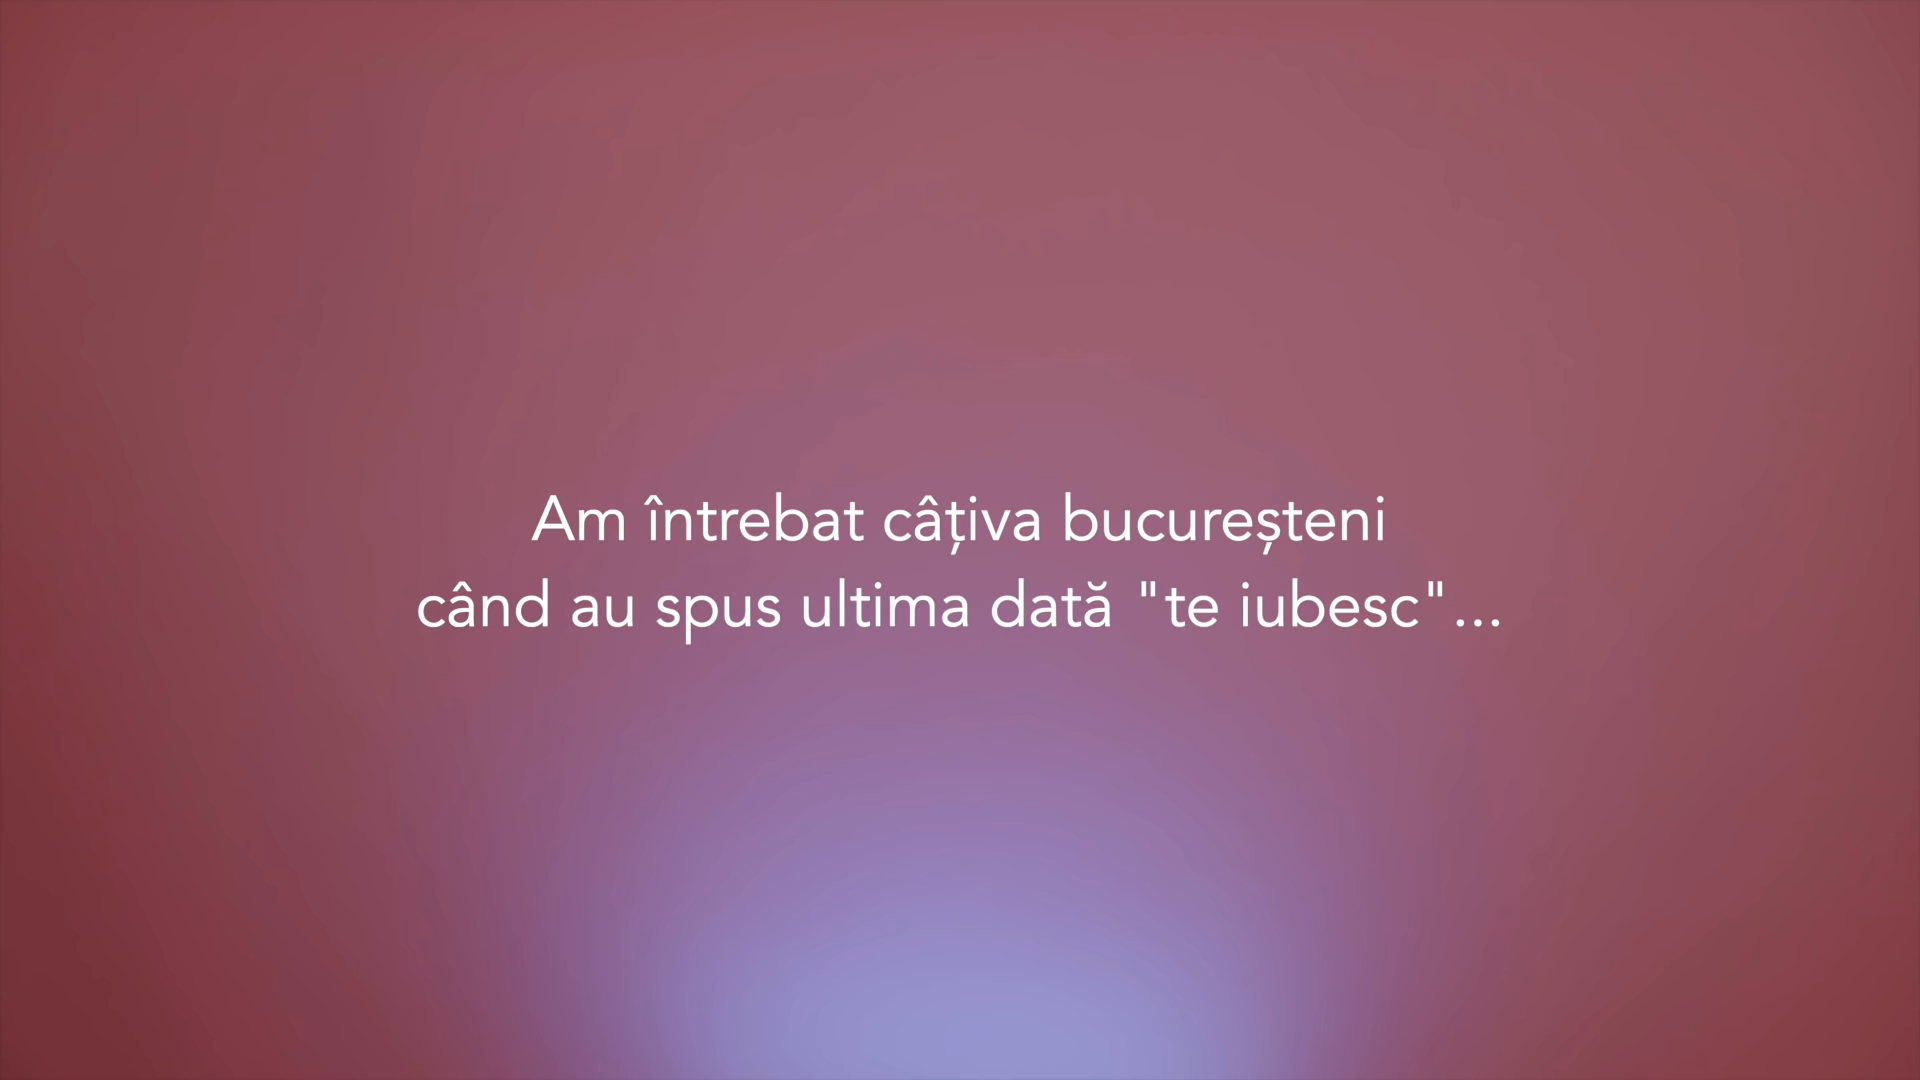 Am întrebat câțiva bucureșteni
când au spus ultima dată "te iubesc"...